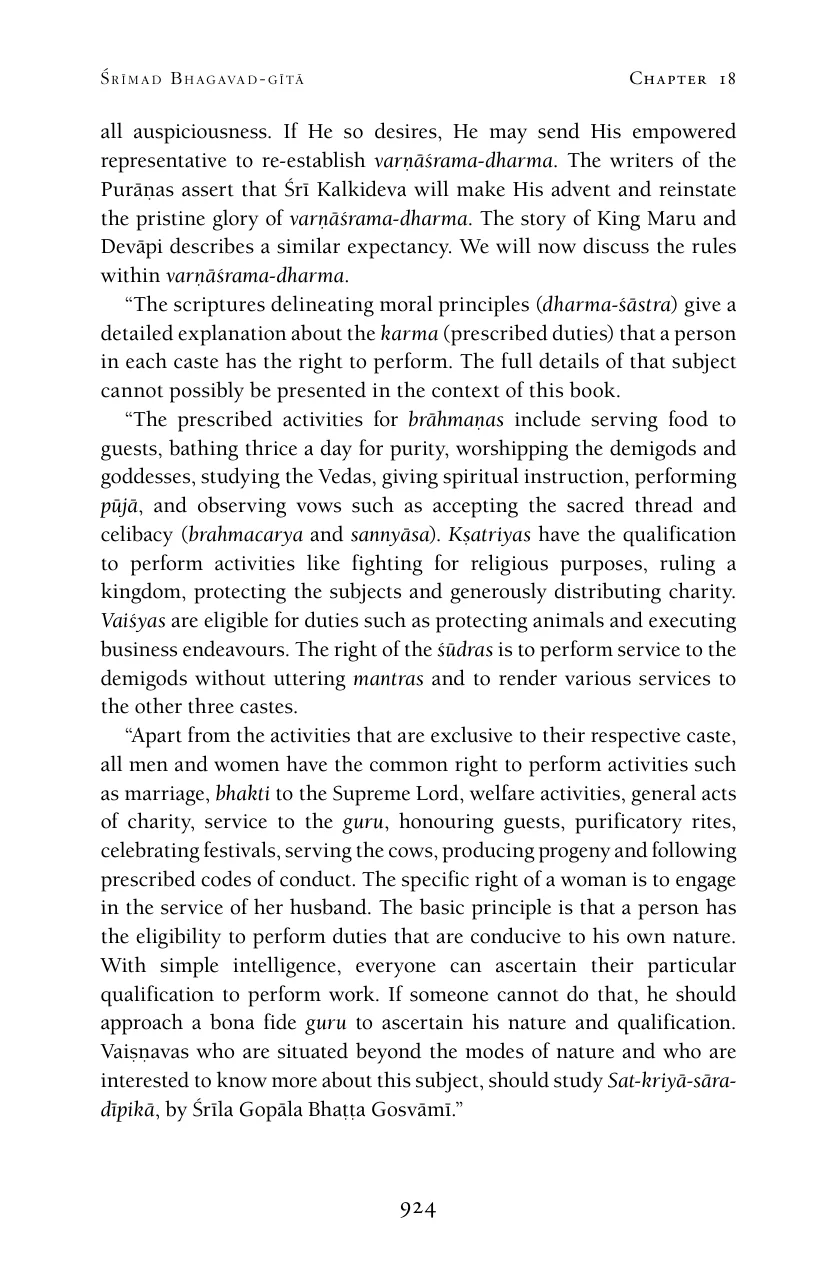 Śrīmad Bhagavad-gītā Chapter 18
all auspiciousness. If He so desires, He may send His empowered
representative to re-establish varṇāśrama-dharma. The writers of the
Purāṇas assert that Śrī Kalkideva will make His advent and reinstate
the pristine glory of varṇāśrama-dharma. The story of King Maru and
Devāpi describes a similar expectancy. We will now discuss the rules
within varṇāśrama-dharma.
“The scriptures delineating moral principles (dharma-śāstra) give a
detailed explanation about the karma (prescribed duties) that a person
in each caste has the right to perform. The full details of that subject
cannot possibly be presented in the context of this book.
“The prescribed activities for brāhmaṇas include serving food to
guests, bathing thrice a day for purity, worshipping the demigods and
goddesses, studying the Vedas, giving spiritual instruction, performing
pūjā, and observing vows such as accepting the sacred thread and
celibacy (brahmacarya and sannyāsa). Kṣatriyas have the qualification
to perform activities like fighting for religious purposes, ruling a
kingdom, protecting the subjects and generously distributing charity.
Vaiśyas are eligible for duties such as protecting animals and executing
business endeavours. The right of the śūdras is to perform service to the
demigods without uttering mantras and to render various services to
the other three castes.
“Apart from the activities that are exclusive to their respective caste,
all men and women have the common right to perform activities such
as marriage, bhakti to the Supreme Lord, welfare activities, general acts
of charity, service to the guru, honouring guests, purificatory rites,
celebrating festivals, serving the cows, producing progeny and following
prescribed codes of conduct. The specific right of a woman is to engage
in the service of her husband. The basic principle is that a person has
the eligibility to perform duties that are conducive to his own nature.
With simple intelligence, everyone can ascertain their particular
qualification to perform work. If someone cannot do that, he should
approach a bona fide guru to ascertain his nature and qualification.
Vaiṣṇavas who are situated beyond the modes of nature and who are
interested to know more about this subject, should study Sat-kriyā-sāra-
dīpikā, by Śrīla Gopāla Bhaṭṭa Gosvāmī.”
924